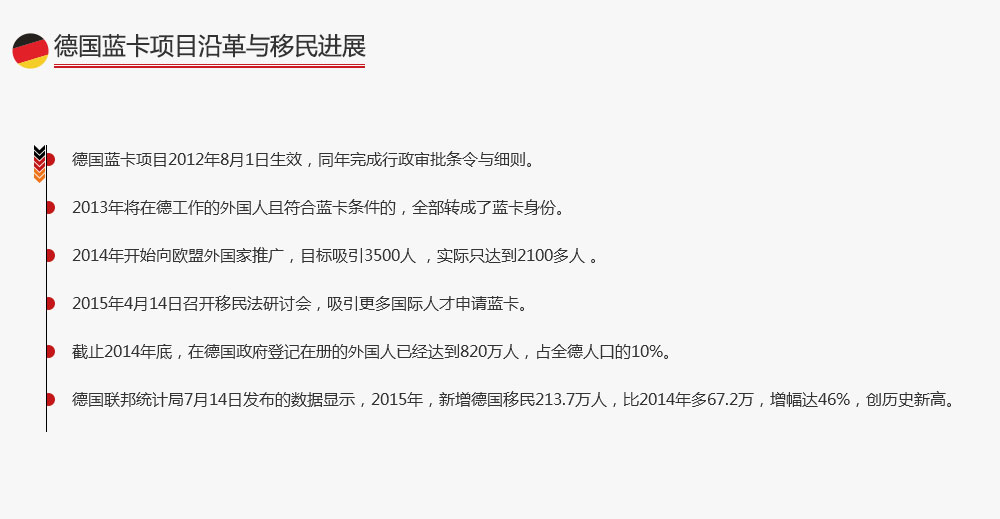 德国蓝卡项目沿革与移民进展
德国蓝卡项目2012年8月1日生效，同年完成行政审批条令与细则。
2013年将在德工作的外国人且符合蓝卡条件的，全部转成了蓝卡身份。
2014年开始向欧盟外国家推广，目标吸引3500人 ，实际只达到2100多人 。
2015年4月14日召开移民法研讨会，吸引更多国际人才申请蓝卡。
截止2014年底，在德国政府登记在册的外国人已经达到820万人，占全德人口的10%。
德国联邦统计局7月14日发布的数据显示，2015年，新增德国移民213.7万人，比2014年多67.2万，增幅达46%，创历史新高。